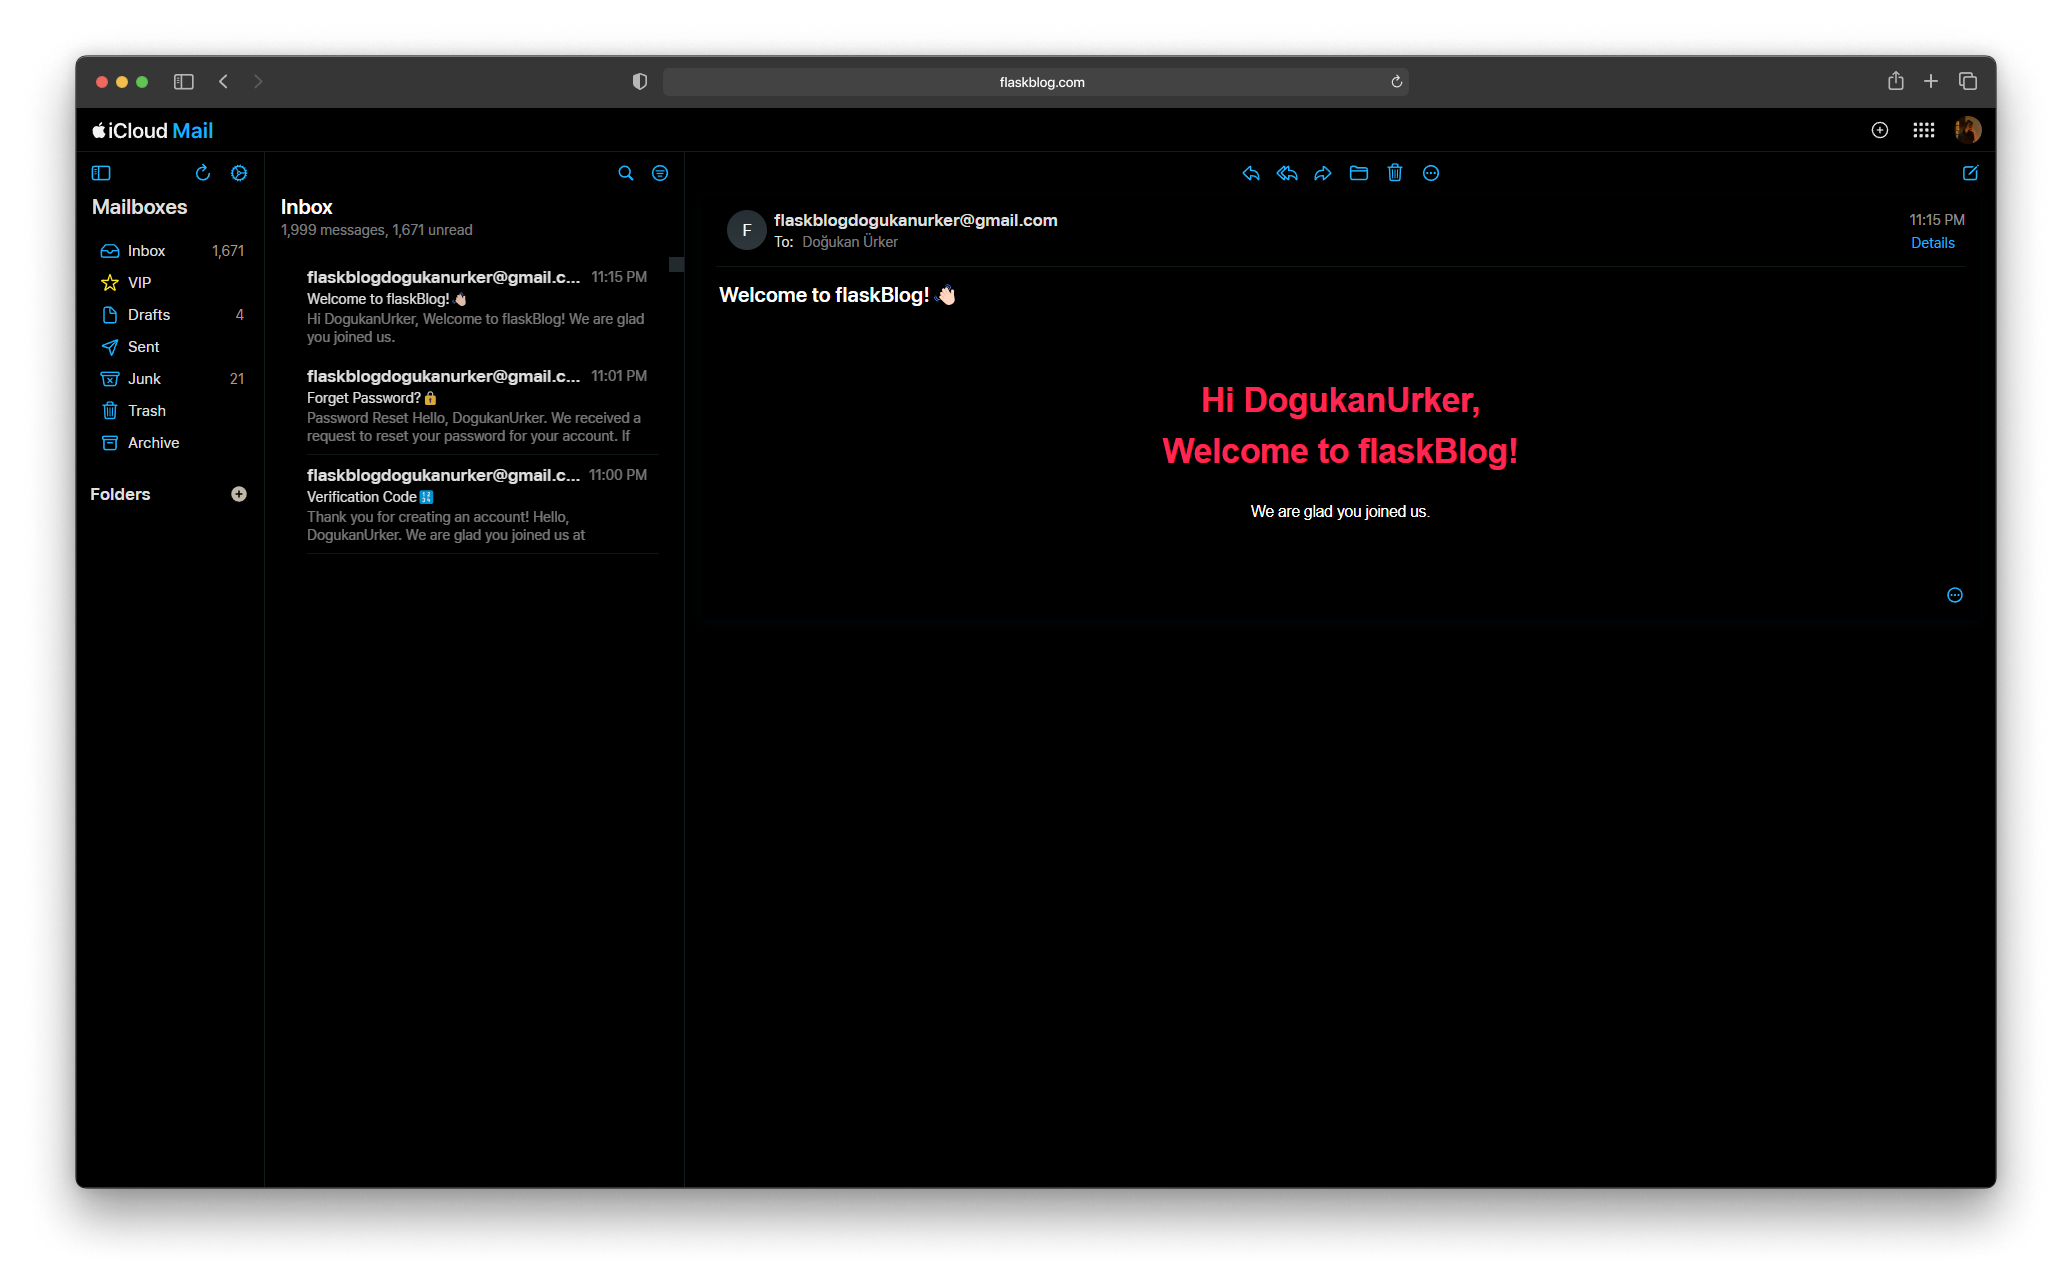 flaskblog.com
iCloud Mail
Mailboxes
Inbox 1,671
VIP
Drafts 4
Sent
Junk 21
Trash
Archive
Folders
Inbox
1,999 messages, 1,671 unread
flaskblogdogukanurker@gmail.c... 11:15 PM
Welcome to flaskBlog! 👋🏻
Hi DogukanUrker, Welcome to flaskBlog! We are glad
you joined us.
flaskblogdogukanurker@gmail.c... 11:01 PM
Forget Password? 🔒
Password Reset Hello, DogukanUrker. We received a
request to reset your password for your account. If
flaskblogdogukanurker@gmail.c... 11:00 PM
Verification Code 🔢
Thank you for creating an account! Hello,
DogukanUrker. We are glad you joined us at
F
flaskblogdogukanurker@gmail.com 11:15 PM
To: Doğukan Ürker Details
Welcome to flaskBlog! 👋🏻
Hi DogukanUrker,
Welcome to flaskBlog!
We are glad you joined us.